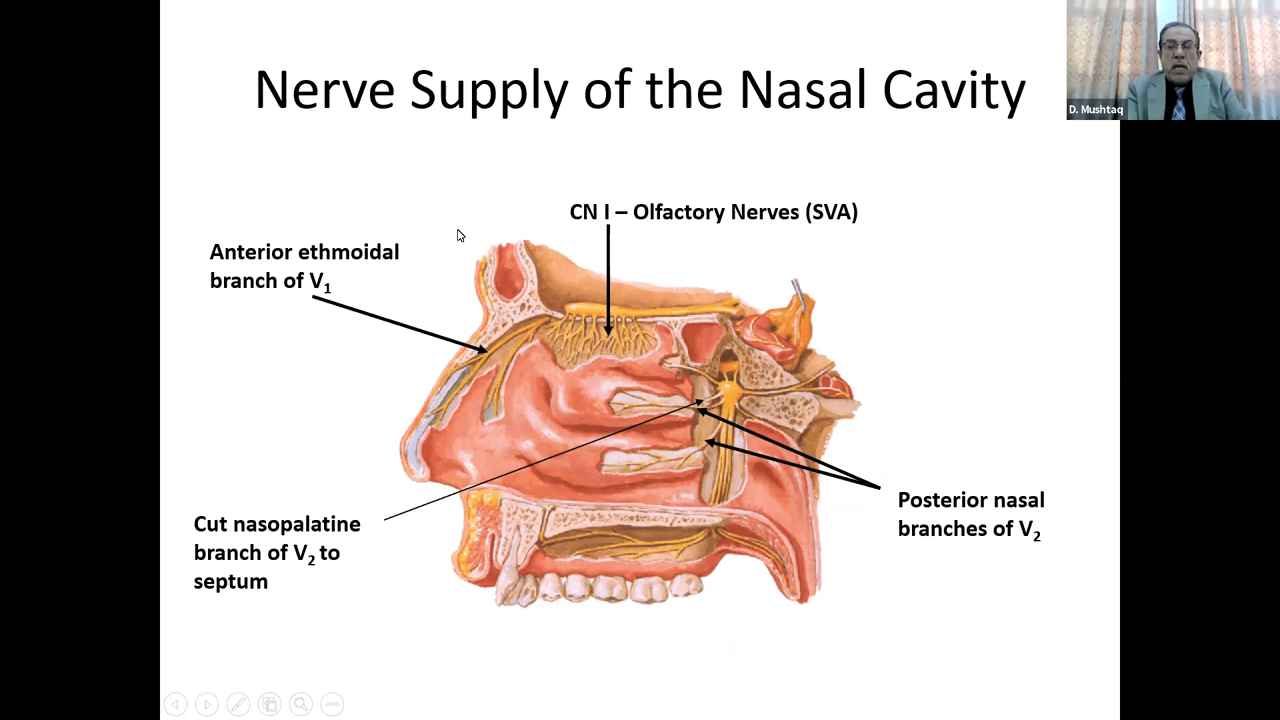 Nerve Supply of the Nasal Cavity
D. Mushtaq
CN I – Olfactory Nerves (SVA)
Anterior ethmoidal
branch of V1
Posterior nasal
branches of V2
Cut nasopalatine
branch of V2 to
septum